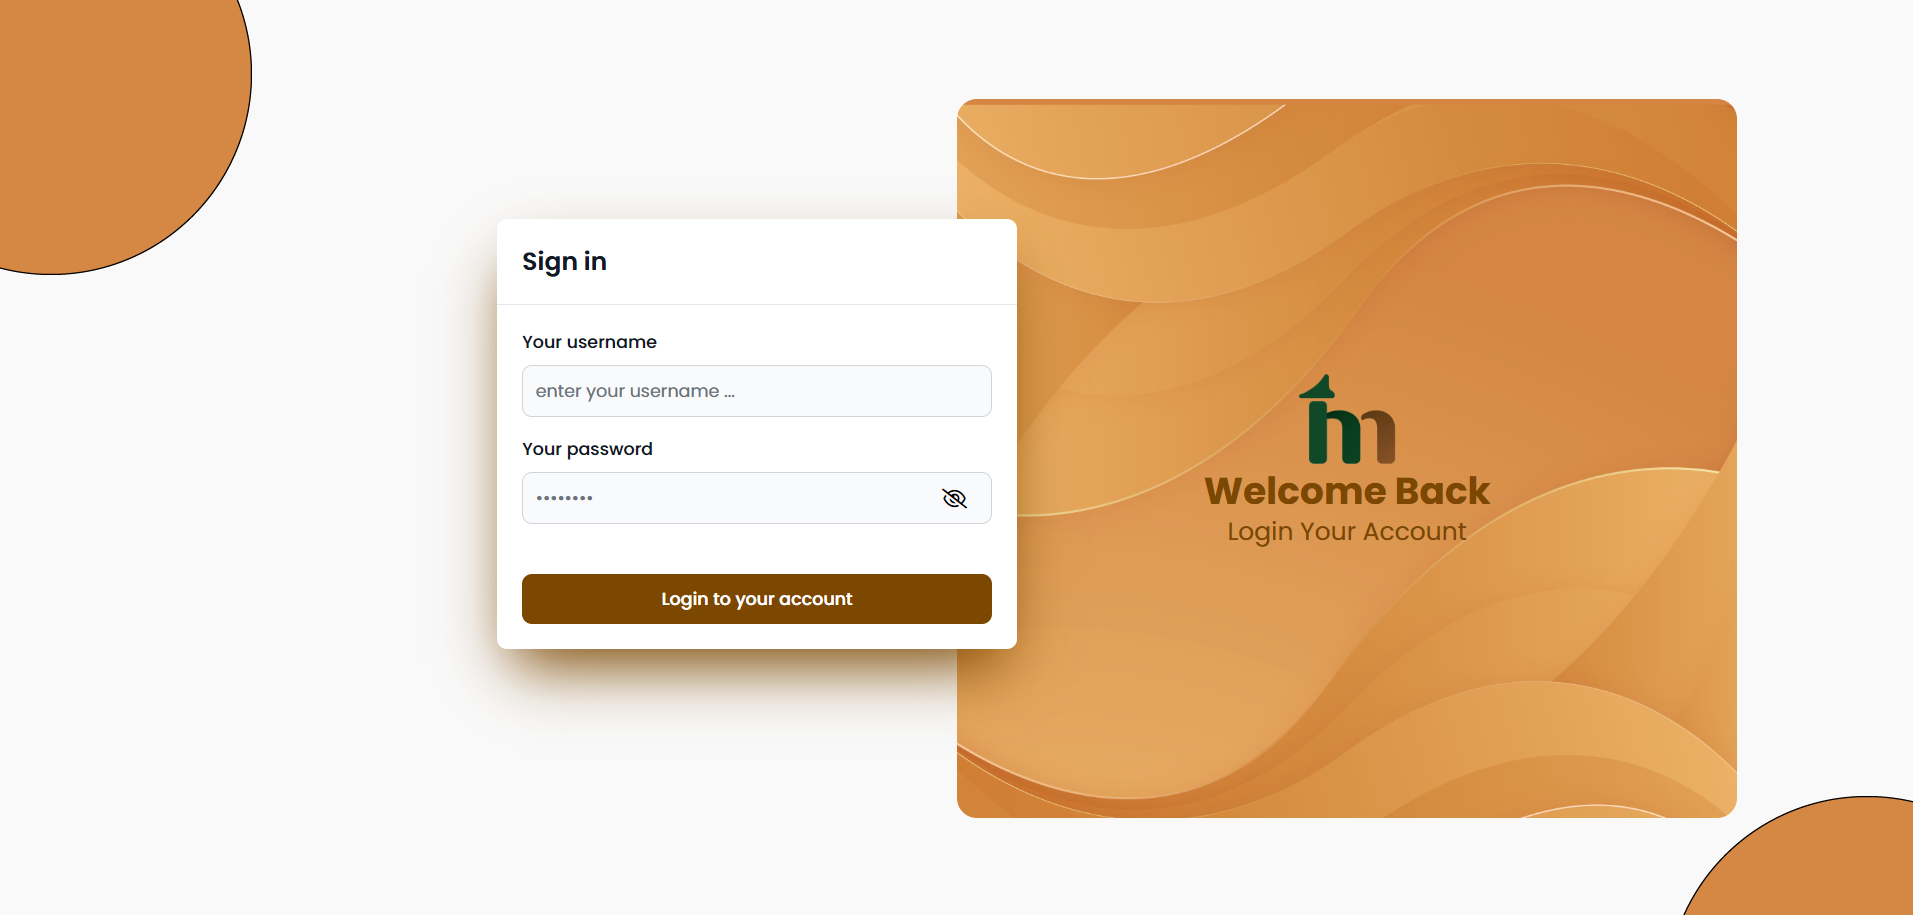 Sign in
Your username
enter your username ...
Your password
••••••••
Login to your account
Welcome Back
Login Your Account